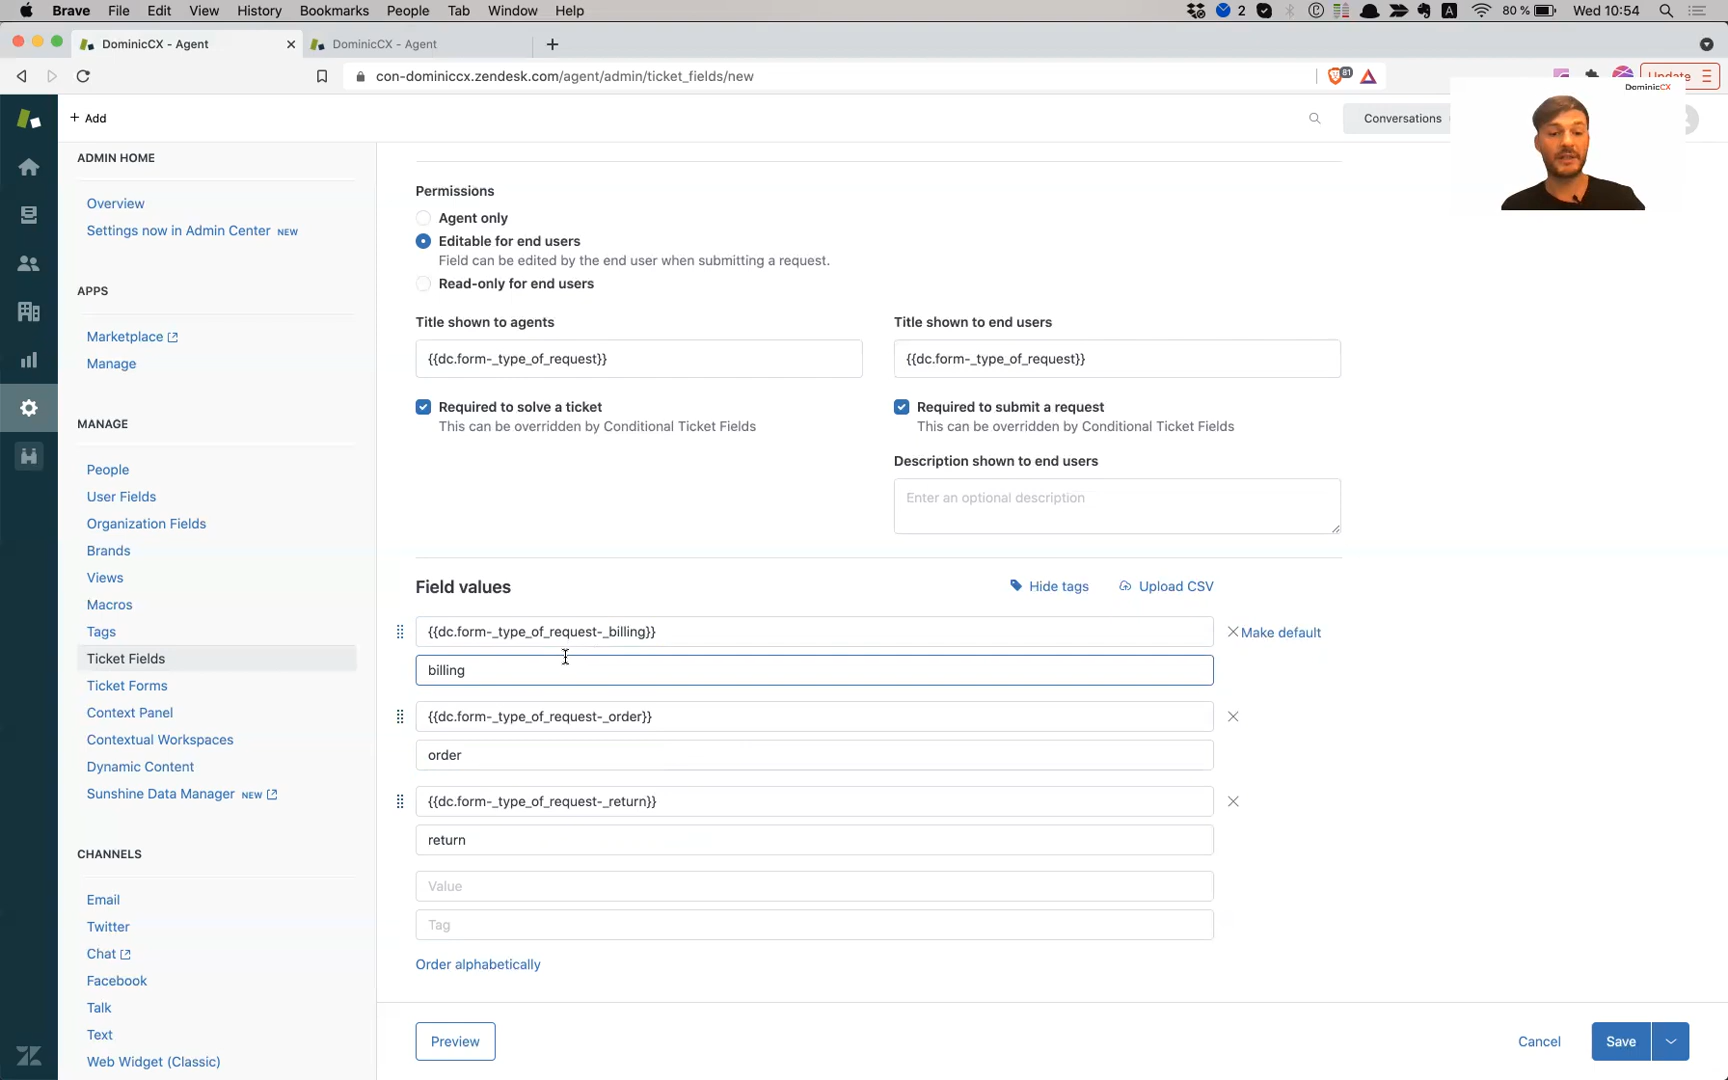 Brave File Edit View History Bookmarks People Tab Window Help
2 80 % Wed 10:54
DominicCX - Agent
DominicCX - Agent
con-dominiccx.zendesk.com/agent/admin/ticket_fields/new
81
Update
DominicCX
+ Add
Conversations
ADMIN HOME
Overview
Settings now in Admin Center NEW
APPS
Marketplace
Manage
MANAGE
People
User Fields
Organization Fields
Brands
Views
Macros
Tags
Ticket Fields
Ticket Forms
Context Panel
Contextual Workspaces
Dynamic Content
Sunshine Data Manager NEW
CHANNELS
Email
Twitter
Chat
Facebook
Talk
Text
Web Widget (Classic)
Permissions
Agent only
Editable for end users
Field can be edited by the end user when submitting a request.
Read-only for end users
Title shown to agents
{{dc.form-_type_of_request}}
Required to solve a ticket
This can be overridden by Conditional Ticket Fields
Title shown to end users
{{dc.form-_type_of_request}}
Required to submit a request
This can be overridden by Conditional Ticket Fields
Description shown to end users
Enter an optional description
Field values
Hide tags
Upload CSV
{{dc.form-_type_of_request-_billing}}
Make default
billing
{{dc.form-_type_of_request-_order}}
order
{{dc.form-_type_of_request-_return}}
return
Value
Tag
Order alphabetically
Preview
Cancel
Save